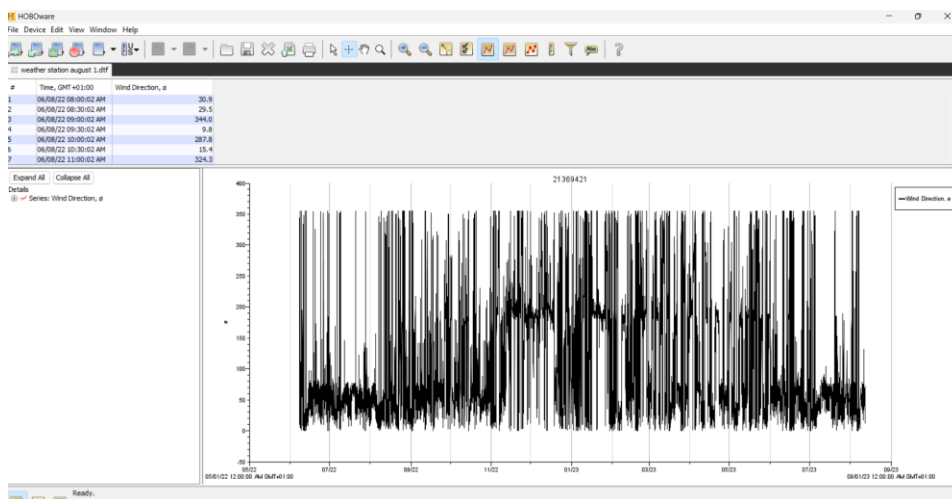 HOBOware
File Device Edit View Window Help
weather station august 1.dtf
# Time, GMT+01:00 Wind Direction, ø
1 06/08/22 08:00:02 AM 30.9
2 06/08/22 08:30:02 AM 29.5
3 06/08/22 09:00:02 AM 344.0
4 06/08/22 09:30:02 AM 9.8
5 06/08/22 10:00:02 AM 287.8
6 06/08/22 10:30:02 AM 15.4
7 06/08/22 11:00:02 AM 324.3
Expand All Collapse All
Details
Series: Wind Direction, ø
21369421
400
350
300
250
200
150
100
50
0
-50
ø
05/22 07/22 09/22 11/22 01/23 03/23 05/23 07/23 09/23
05/01/22 12:00:00 AM GMT+01:00 09/01/23 12:00:00 AM GMT+01:00
Wind Direction, ø
Ready.